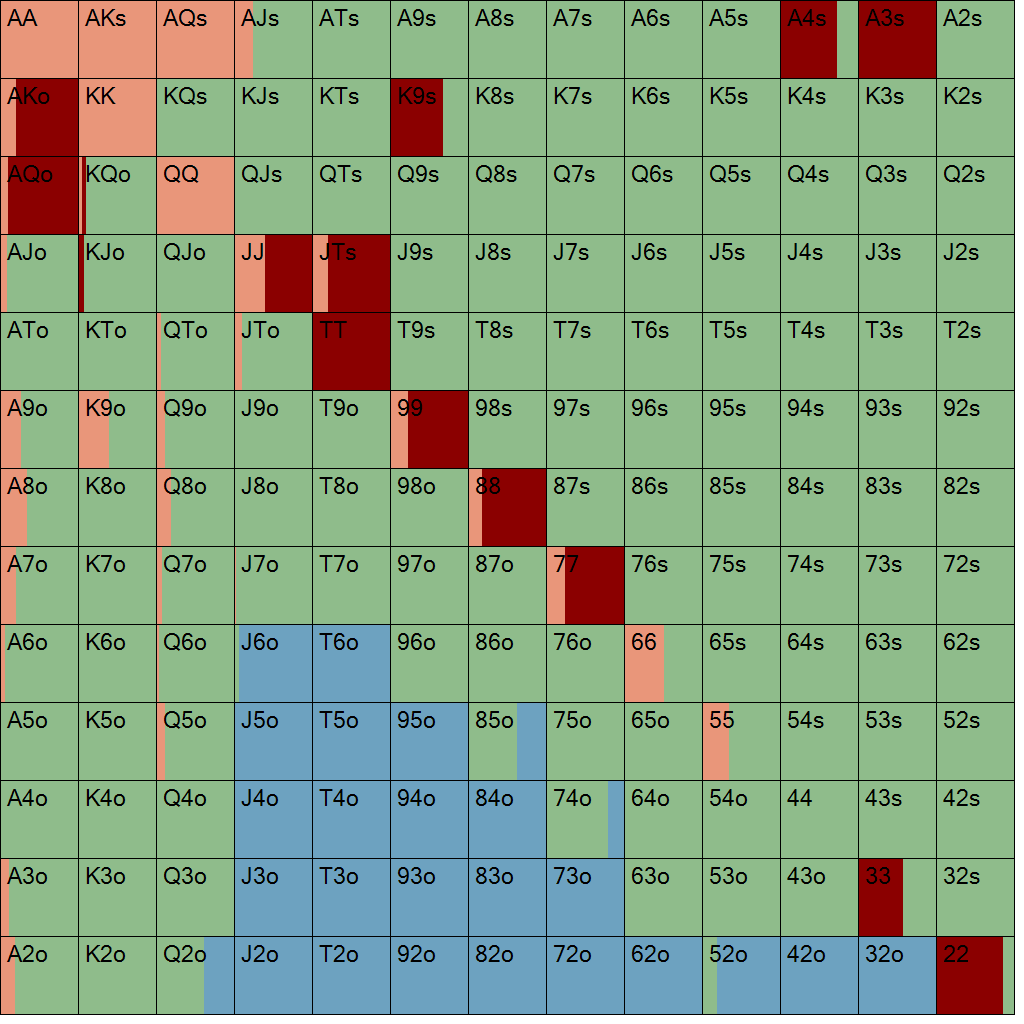 AA AKs AQs AJs ATs A9s A8s A7s A6s A5s A4s A3s A2s
AKo KK KQs KJs KTs K9s K8s K7s K6s K5s K4s K3s K2s
AQo KQo QQ QJs QTs Q9s Q8s Q7s Q6s Q5s Q4s Q3s Q2s
AJo KJo QJo JJ JTs J9s J8s J7s J6s J5s J4s J3s J2s
ATo KTo QTo JTo TT T9s T8s T7s T6s T5s T4s T3s T2s
A9o K9o Q9o J9o T9o 99 98s 97s 96s 95s 94s 93s 92s
A8o K8o Q8o J8o T8o 98o 88 87s 86s 85s 84s 83s 82s
A7o K7o Q7o J7o T7o 97o 87o 77 76s 75s 74s 73s 72s
A6o K6o Q6o J6o T6o 96o 86o 76o 66 65s 64s 63s 62s
A5o K5o Q5o J5o T5o 95o 85o 75o 65o 55 54s 53s 52s
A4o K4o Q4o J4o T4o 94o 84o 74o 64o 54o 44 43s 42s
A3o K3o Q3o J3o T3o 93o 83o 73o 63o 53o 43o 33 32s
A2o K2o Q2o J2o T2o 92o 82o 72o 62o 52o 42o 32o 22